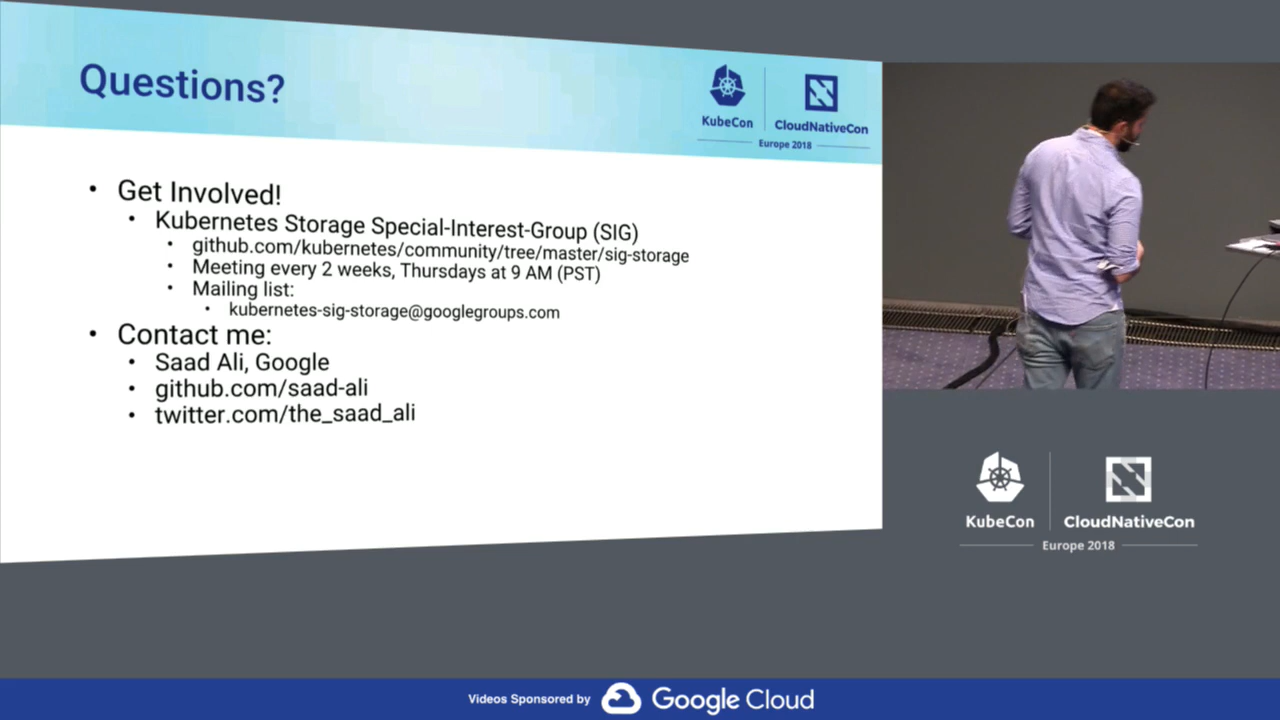 Questions?
KubeCon
CloudNativeCon
Europe 2018
• Get Involved!
• Kubernetes Storage Special-Interest-Group (SIG)
• github.com/kubernetes/community/tree/master/sig-storage
• Meeting every 2 weeks, Thursdays at 9 AM (PST)
• Mailing list:
• kubernetes-sig-storage@googlegroups.com
• Contact me:
• Saad Ali, Google
• github.com/saad-ali
• twitter.com/the_saad_ali
KubeCon
CloudNativeCon
Europe 2018
Videos Sponsored by Google Cloud